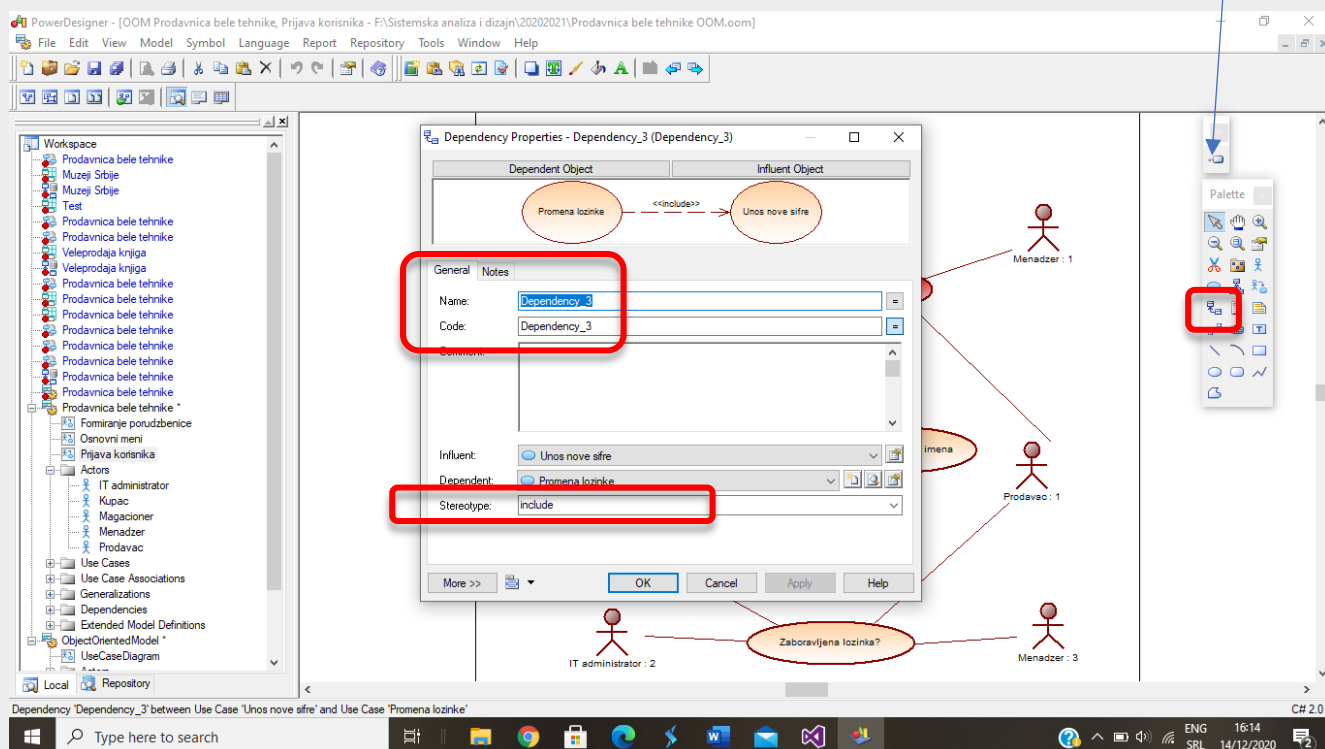 PowerDesigner - [OOM Prodavnica bele tehnike, Prijava korisnika - F:\Sistemska analiza i dizajn\20202021\Prodavnica bele tehnike OOM.oom]
File Edit View Model Symbol Language Report Repository Tools Window Help
Workspace
Prodavnica bele tehnike
Muzeji Srbije
Muzeji Srbije
Test
Prodavnica bele tehnike
Prodavnica bele tehnike
Veleprodaja knjiga
Veleprodaja knjiga
Prodavnica bele tehnike
Prodavnica bele tehnike
Prodavnica bele tehnike
Prodavnica bele tehnike
Prodavnica bele tehnike
Prodavnica bele tehnike
Prodavnica bele tehnike
Prodavnica bele tehnike
Prodavnica bele tehnike *
Formiranje porudzbenice
Osnovni meni
Prijava korisnika
Actors
IT administrator
Kupac
Magacioner
Menadzer
Prodavac
Use Cases
Use Case Associations
Generalizations
Dependencies
Extended Model Definitions
ObjectOrientedModel *
UseCaseDiagram
Local Repository
Dependency Properties - Dependency_3 (Dependency_3)
Dependent Object Influent Object
Promena lozinke <<include>> Unos nove sifre
General Notes
Name: Dependency_3 =
Code: Dependency_3 =
Comment:
Influent: Unos nove sifre
Dependent: Promena lozinke
Stereotype: include
More >> OK Cancel Apply Help
Menadzer : 1
imena
Prodavac : 1
Zaboravljena lozinka?
IT administrator : 2
Menadzer : 3
Palette
Dependency 'Dependency_3' between Use Case 'Unos nove sifre' and Use Case 'Promena lozinke'
C# 2.0
Type here to search
ENG
SRL
16:14
14/12/2020